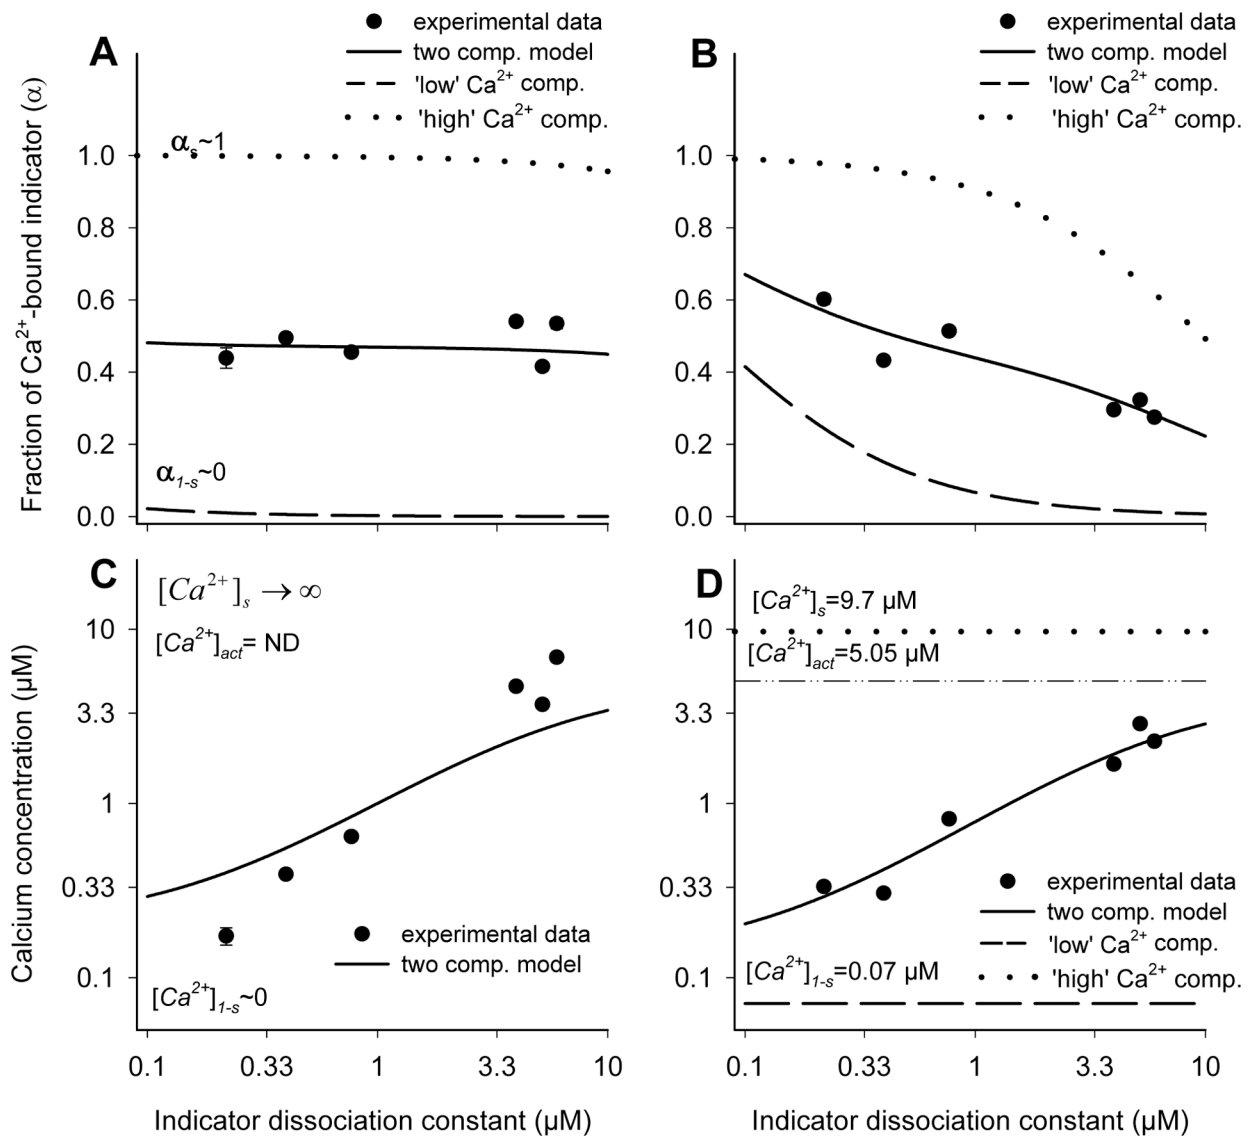 A
experimental data
two comp. model
'low' Ca²⁺ comp.
'high' Ca²⁺ comp.
B
experimental data
two comp. model
'low' Ca²⁺ comp.
'high' Ca²⁺ comp.
Fraction of Ca²⁺-bound indicator (α)
1.0
0.8
0.6
0.4
0.2
0.0
αs~1
α1-s~0
1.0
0.8
0.6
0.4
0.2
0.0
C
[Ca²⁺]s → ∞
[Ca²⁺]act= ND
Calcium concentration (µM)
10
3.3
1
0.33
0.1
experimental data
two comp. model
[Ca²⁺]1-s~0
0.1
0.33
1
3.3
10
Indicator dissociation constant (µM)
D
[Ca²⁺]s=9.7 µM
[Ca²⁺]act=5.05 µM
10
3.3
1
0.33
0.1
experimental data
two comp. model
'low' Ca²⁺ comp.
'high' Ca²⁺ comp.
[Ca²⁺]1-s=0.07 µM
0.1
0.33
1
3.3
10
Indicator dissociation constant (µM)